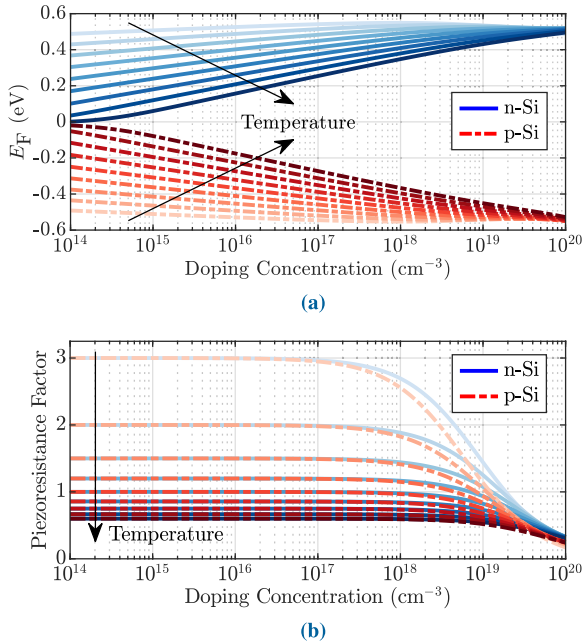 0.6
0.4
0.2
0
-0.2
-0.4
-0.6
E_F (eV)
n-Si
p-Si
Temperature
10^14 10^15 10^16 10^17 10^18 10^19 10^20
Doping Concentration (cm^−3)
(a)
3
2
1
0
Piezoresistance Factor
n-Si
p-Si
Temperature
10^14 10^15 10^16 10^17 10^18 10^19 10^20
Doping Concentration (cm^−3)
(b)